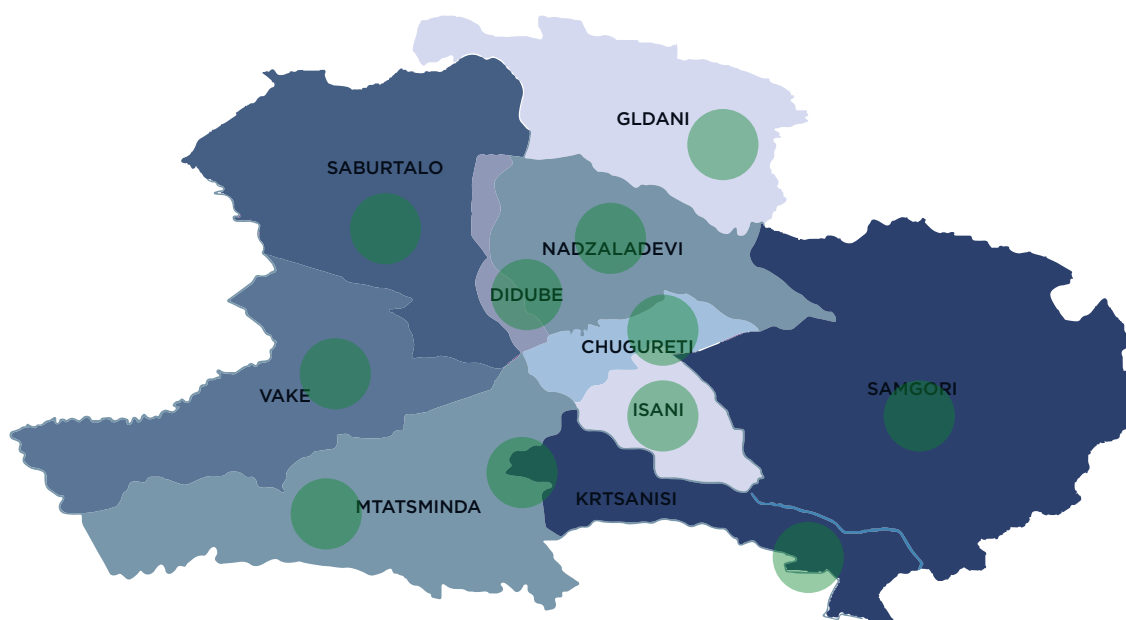 GLDANI
SABURTALO
NADZALADEVI
DIDUBE
CHUGURETI
SAMGORI
VAKE
ISANI
KRTSANISI
MTATSMINDA